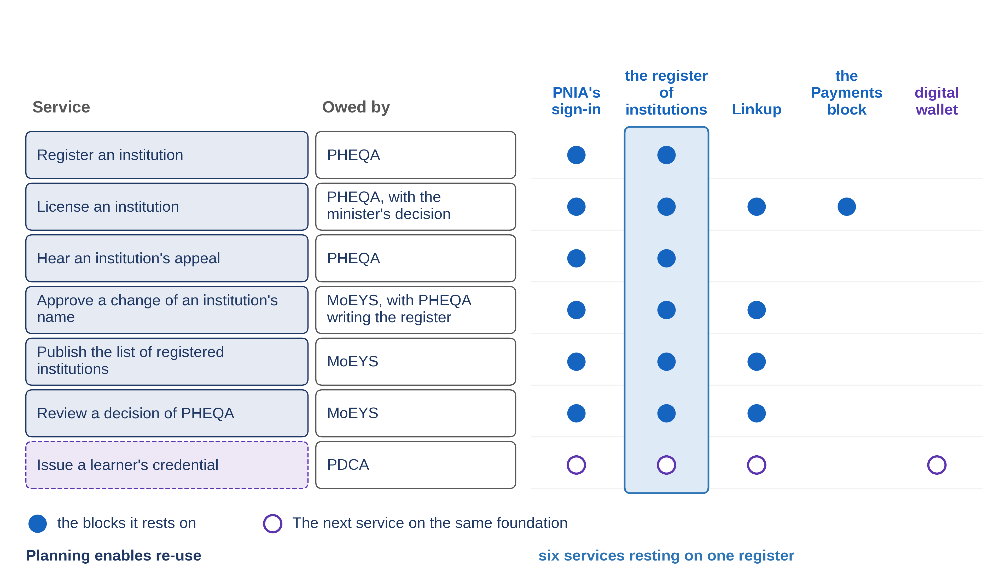 Service
Owed by
PNIA's
sign-in
the register
of
institutions
Linkup
the
Payments
block
digital
wallet
Register an institution
PHEQA
License an institution
PHEQA, with the
minister's decision
Hear an institution's appeal
PHEQA
Approve a change of an institution's
name
MoEYS, with PHEQA
writing the register
Publish the list of registered
institutions
MoEYS
Review a decision of PHEQA
MoEYS
Issue a learner's credential
PDCA
the blocks it rests on
The next service on the same foundation
Planning enables re-use
six services resting on one register